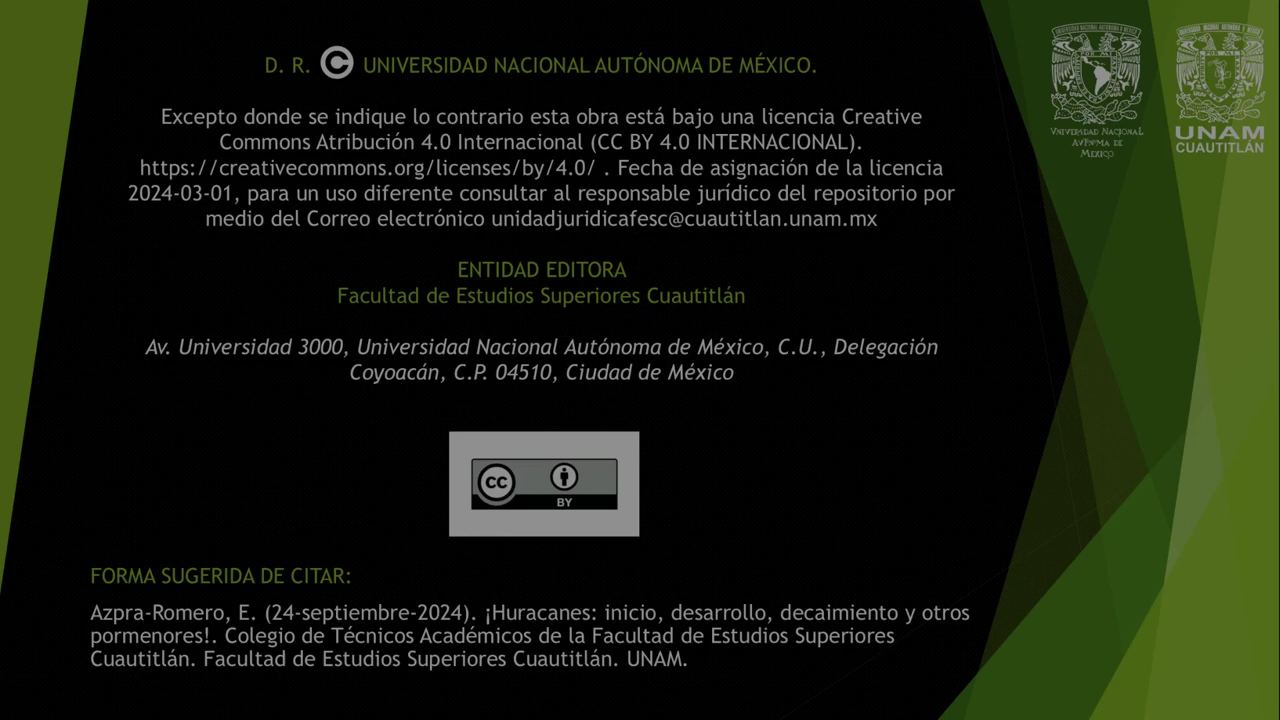 D. R. © UNIVERSIDAD NACIONAL AUTÓNOMA DE MÉXICO.
Excepto donde se indique lo contrario esta obra está bajo una licencia Creative
Commons Atribución 4.0 Internacional (CC BY 4.0 INTERNACIONAL).
https://creativecommons.org/licenses/by/4.0/ . Fecha de asignación de la licencia
2024-03-01, para un uso diferente consultar al responsable jurídico del repositorio por
medio del Correo electrónico unidadjuridicafesc@cuautitlan.unam.mx
ENTIDAD EDITORA
Facultad de Estudios Superiores Cuautitlán
Av. Universidad 3000, Universidad Nacional Autónoma de México, C.U., Delegación
Coyoacán, C.P. 04510, Ciudad de México
CC
BY
FORMA SUGERIDA DE CITAR:
Azpra-Romero, E. (24-septiembre-2024). ¡Huracanes: inicio, desarrollo, decaimiento y otros
pormenores!. Colegio de Técnicos Académicos de la Facultad de Estudios Superiores
Cuautitlán. Facultad de Estudios Superiores Cuautitlán. UNAM.
VNIVERSIDAD NACIONAL
DE
MEXICO
UNAM
CUAUTITLÁN